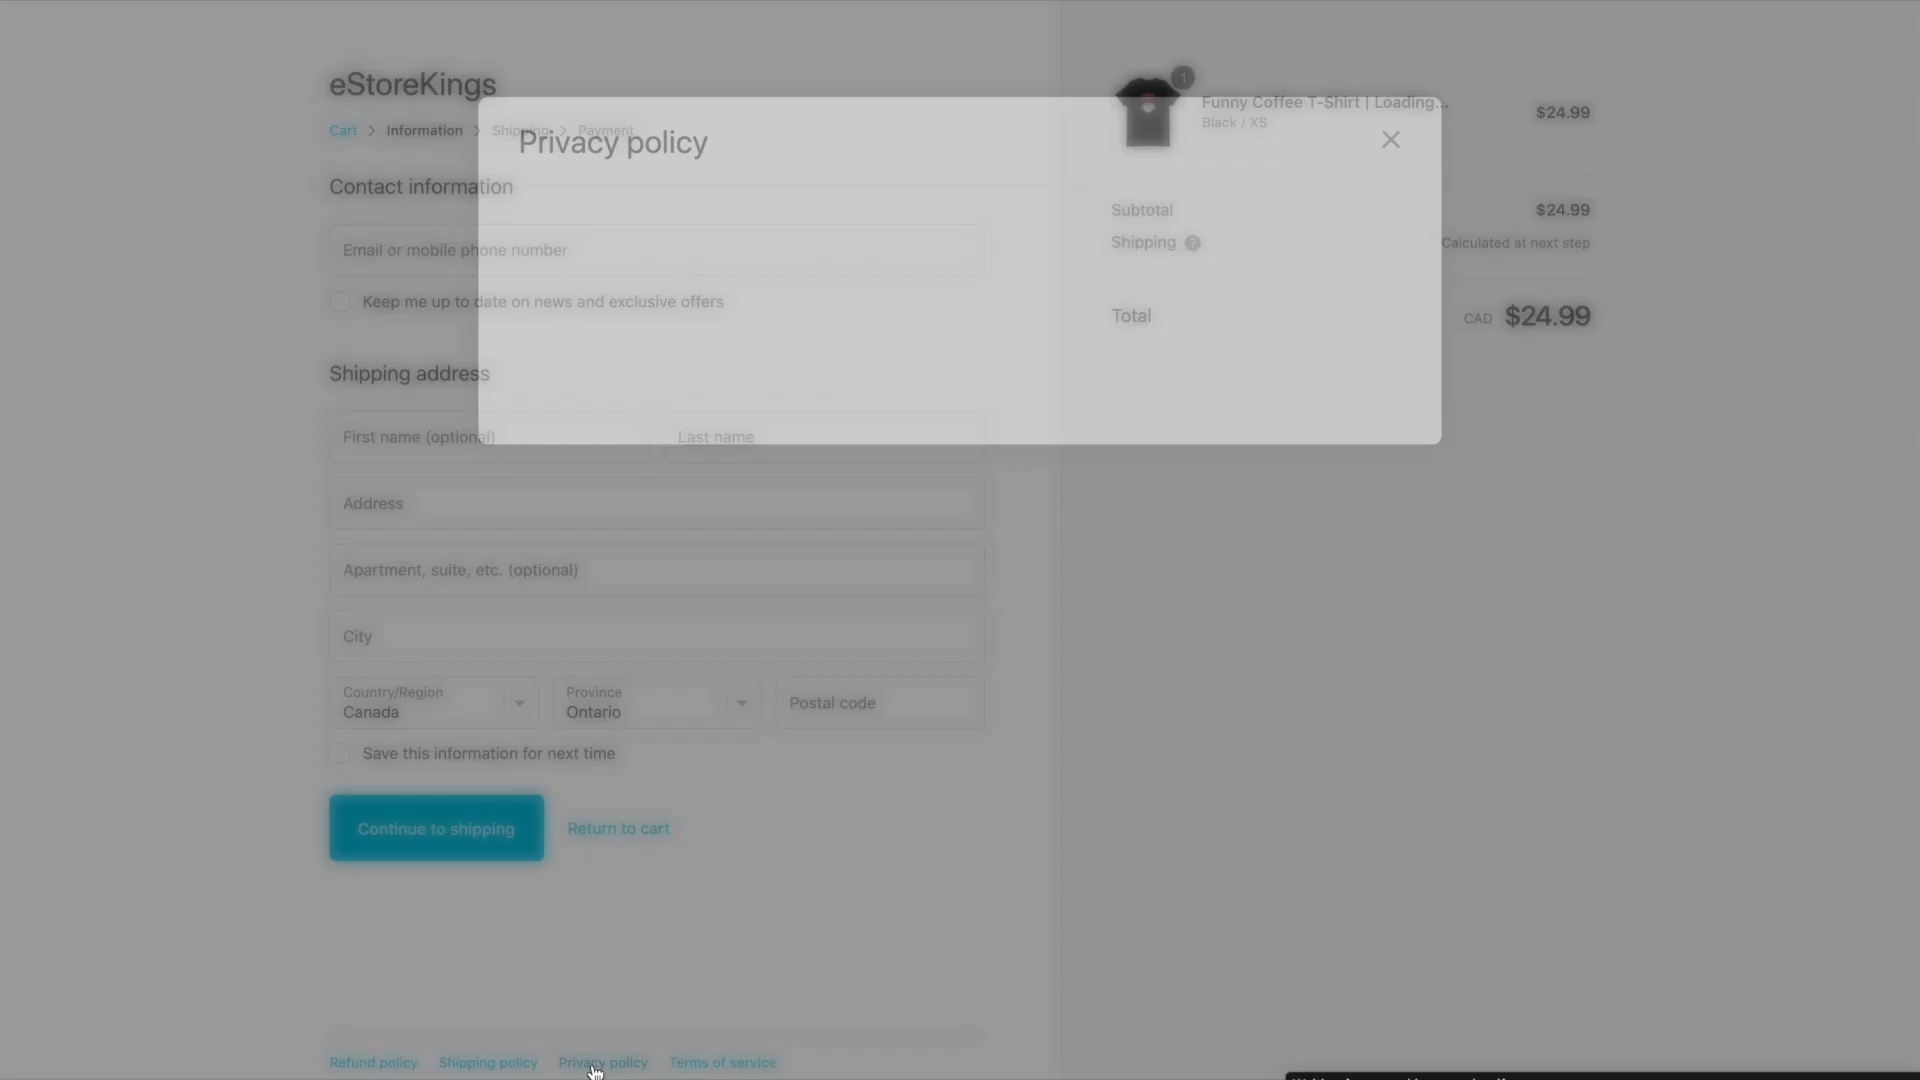 eStoreKings
Cart > Information > Shipping > Payment
Privacy policy
Contact information
Email or mobile phone number
Keep me up to date on news and exclusive offers
Shipping address
First name (optional)
Last name
Address
Apartment, suite, etc. (optional)
City
Country/Region
Canada
Province
Ontario
Postal code
Save this information for next time
Continue to shipping
Return to cart
Refund policy
Shipping policy
Privacy policy
Terms of service
1
Funny Coffee T-Shirt | Loading...
Black / XS
$24.99
Subtotal
$24.99
Shipping ?
Calculated at next step
Total
CAD $24.99